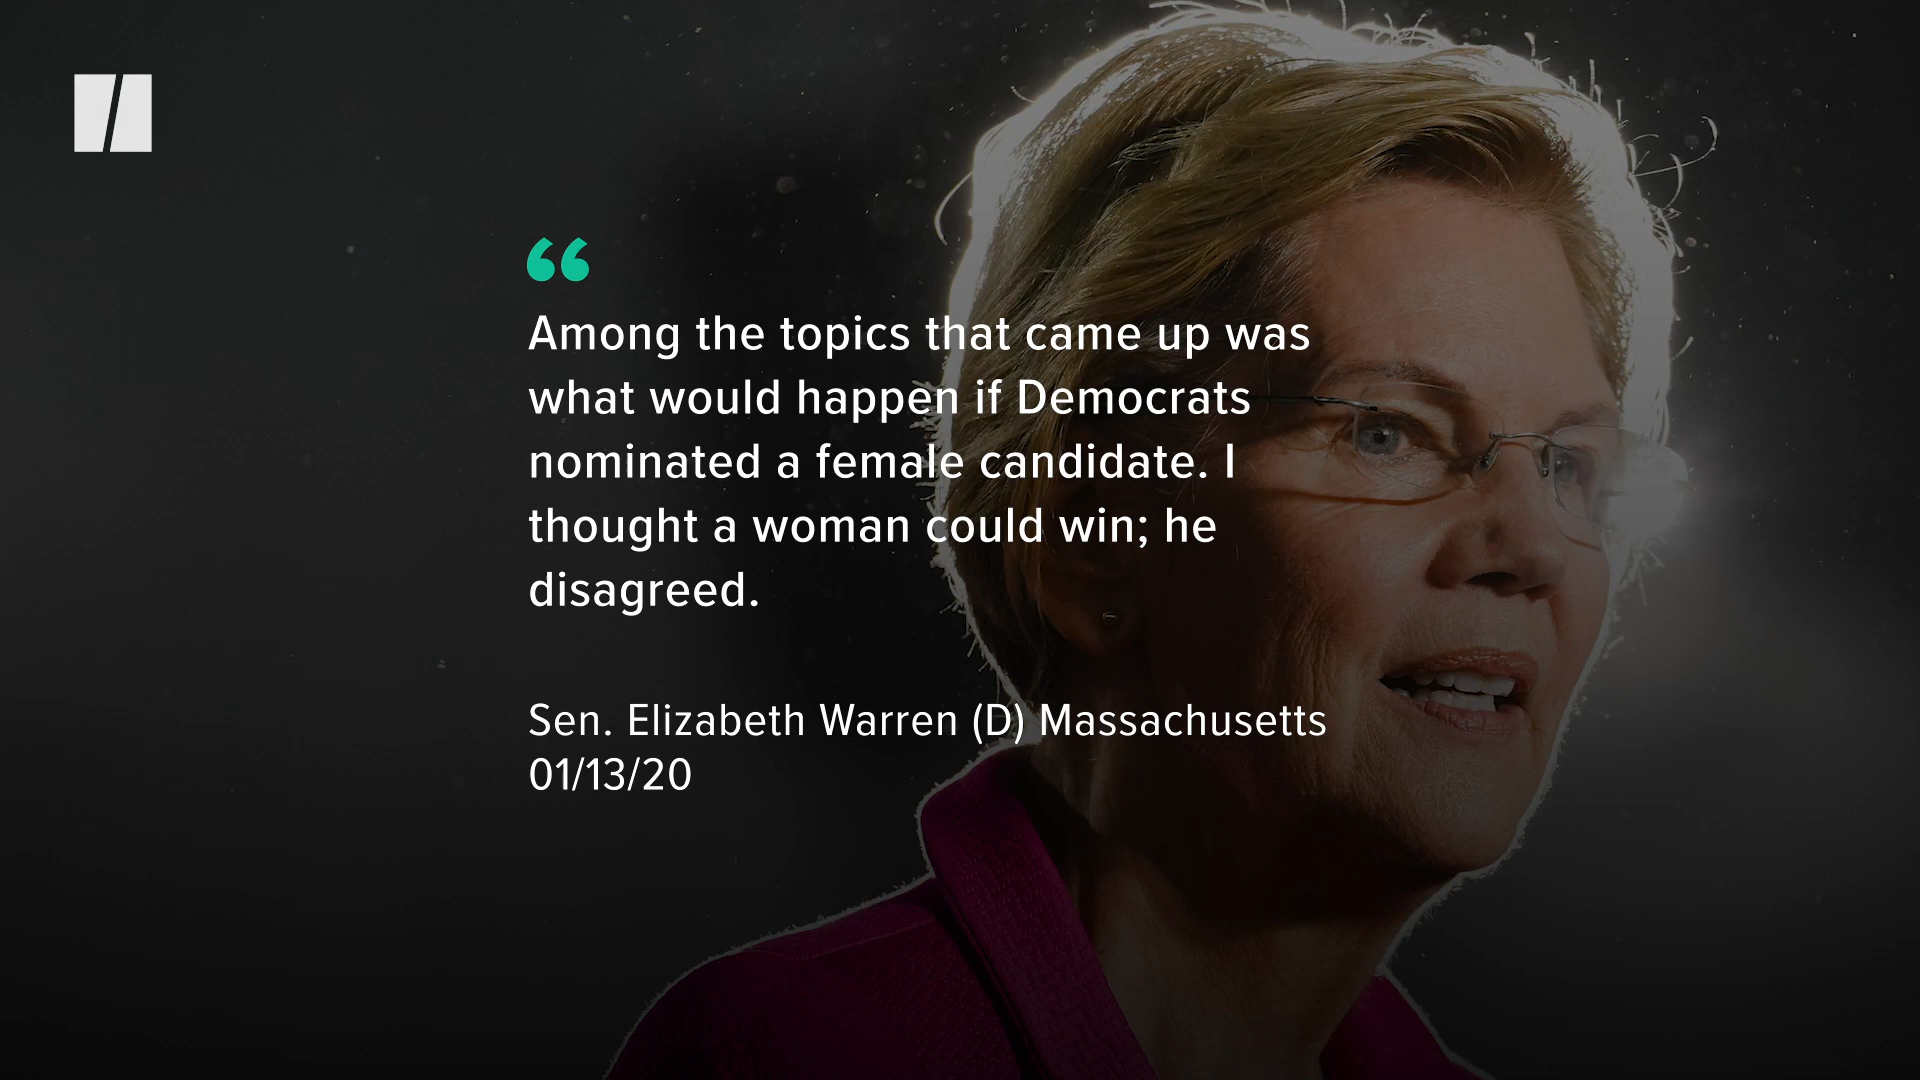 “
Among the topics that came up was
what would happen if Democrats
nominated a female candidate. I
thought a woman could win; he
disagreed.
Sen. Elizabeth Warren (D) Massachusetts
01/13/20